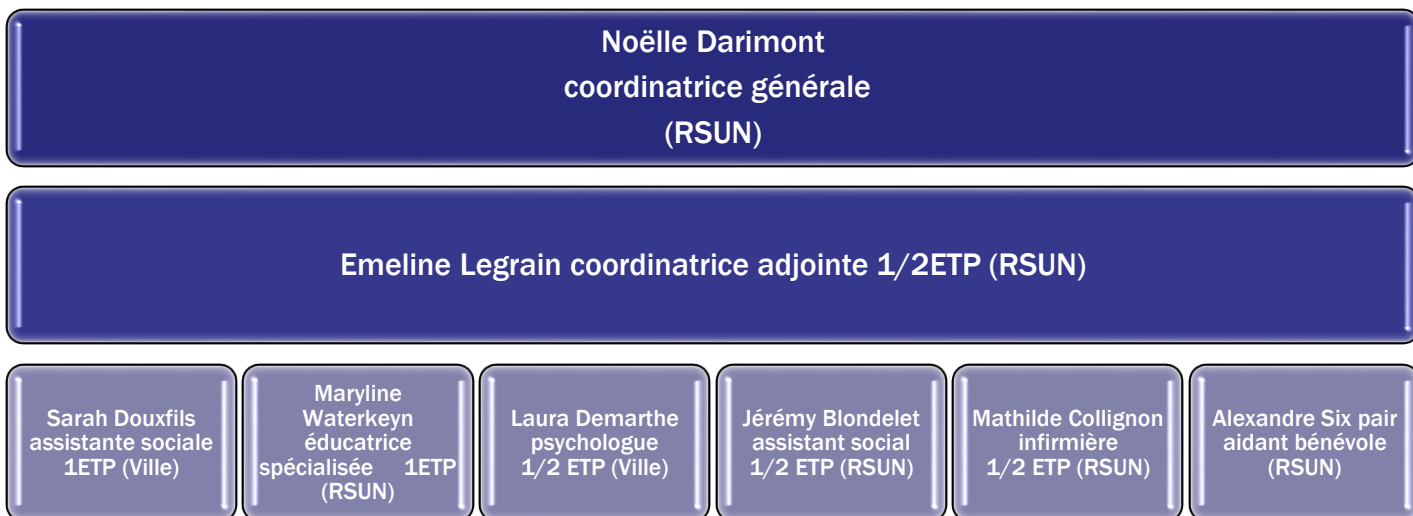 Noëlle Darimont
coordinatrice générale
(RSUN)
Emeline Legrain coordinatrice adjointe 1/2ETP (RSUN)
Sarah Douxfils
assistante sociale
1ETP (Ville)
Maryline
Waterkeyn
éducatrice
spécialisée 1ETP
(RSUN)
Laura Demarthe
psychologue
1/2 ETP (Ville)
Jérémy Blondelet
assistant social
1/2 ETP (RSUN)
Mathilde Collignon
infirmière
1/2 ETP (RSUN)
Alexandre Six pair
aidant bénévole
(RSUN)